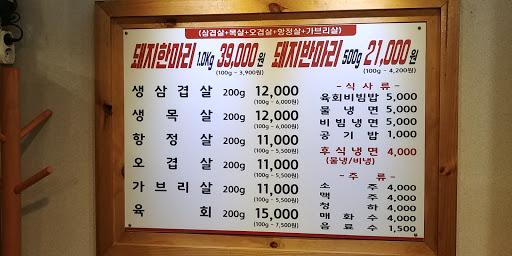 (삼겹살+목살+오겹살+항정살+가브리살)
돼지한마리 1.0Kg 39,000원 돼지반마리 500g 21,000원
(100g ~ 3,900원) (100g ~ 4,200원)
생삼겹살 200g 12,000
(100g ~ 6,000원)
생목살 200g 12,000
(100g ~ 6,000원)
항정살 200g 11,000
(100g ~ 5,500원)
오겹살 200g 11,000
(100g ~ 5,500원)
가브리살 200g 11,000
(100g ~ 5,500원)
육회 200g 15,000
(100g ~ 7,500원)
- 식사류 -
육회비빔밥 5,000
물냉면 5,000
비빔냉면 5,000
공기밥 1,000
후식냉면 4,000
(물냉/비냉)
- 주류 -
소주 4,000
맥주 4,000
청하 4,000
매화수 4,000
음료수 1,500